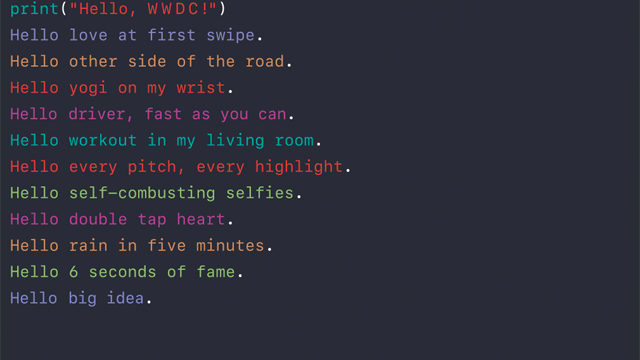 print("Hello, WWDC!")
Hello love at first swipe.
Hello other side of the road.
Hello yogi on my wrist.
Hello driver, fast as you can.
Hello workout in my living room.
Hello every pitch, every highlight.
Hello self-combusting selfies.
Hello double tap heart.
Hello rain in five minutes.
Hello 6 seconds of fame.
Hello big idea.